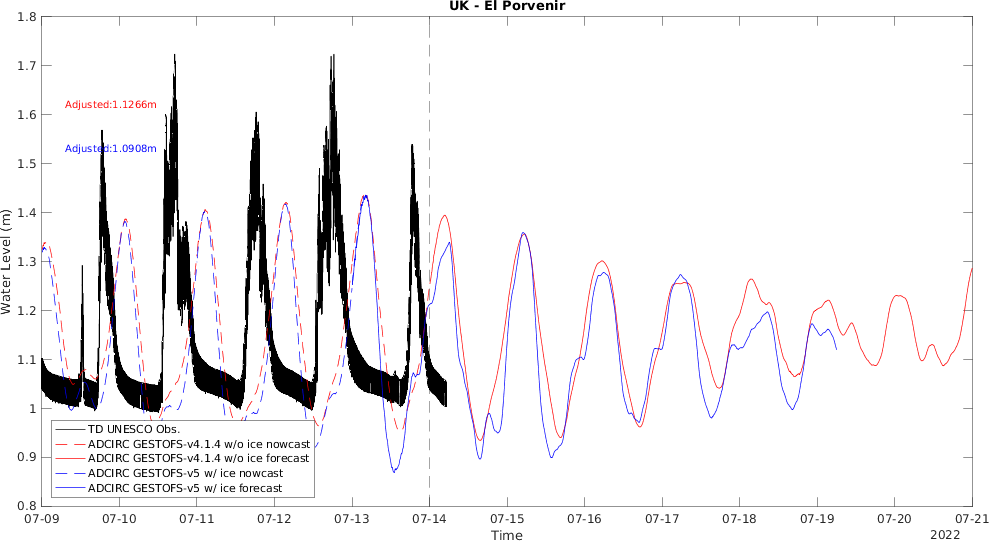 UK - El Porvenir
1.8
1.7
1.6
1.5
1.4
1.3
1.2
1.1
1
0.9
0.8
Water Level (m)
Adjusted:1.1266m
Adjusted:1.0908m
TD UNESCO Obs.
ADCIRC GESTOFS-v4.1.4 w/o ice nowcast
ADCIRC GESTOFS-v4.1.4 w/o ice forecast
ADCIRC GESTOFS-v5 w/ ice nowcast
ADCIRC GESTOFS-v5 w/ ice forecast
07-09 07-10 07-11 07-12 07-13 07-14 07-15 07-16 07-17 07-18 07-19 07-20 07-21
Time
2022